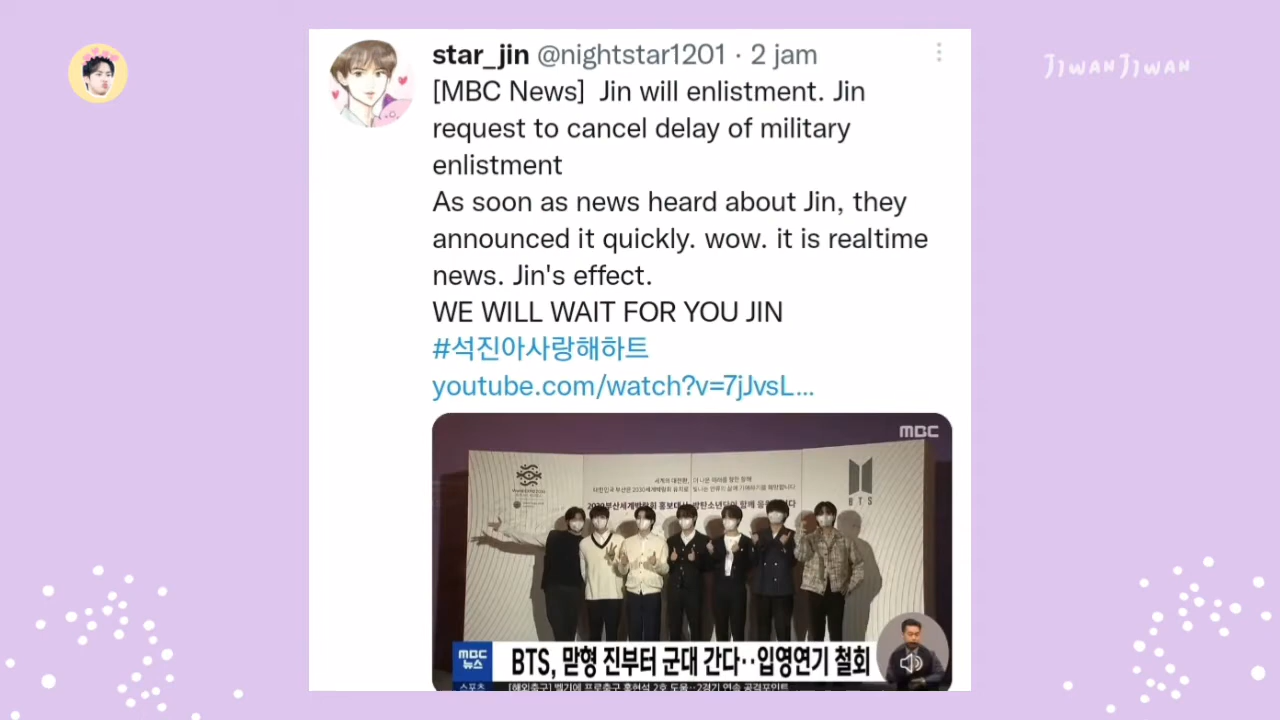 star_jin @nightstar1201 · 2 jam
JIWANJIWAN
[MBC News] Jin will enlistment. Jin
request to cancel delay of military
enlistment
As soon as news heard about Jin, they
announced it quickly. wow. it is realtime
news. Jin's effect.
WE WILL WAIT FOR YOU JIN
#석진아사랑해하트
youtube.com/watch?v=7jJvsL...
MBC
BTS
MBC
뉴스
BTS, 맏형 진부터 군대 간다··입영연기 철회
스포츠